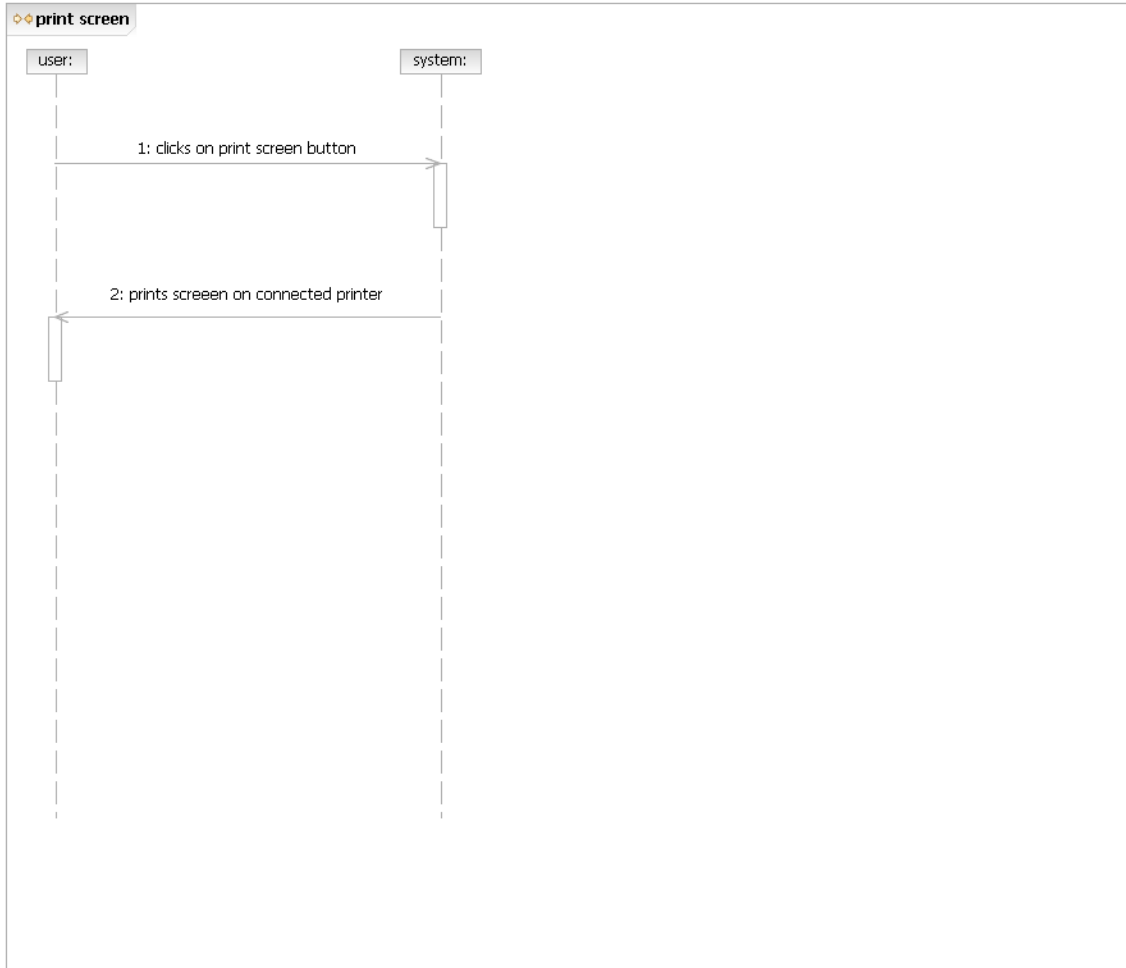 print screen
user:
system:
1: clicks on print screen button
2: prints screeen on connected printer